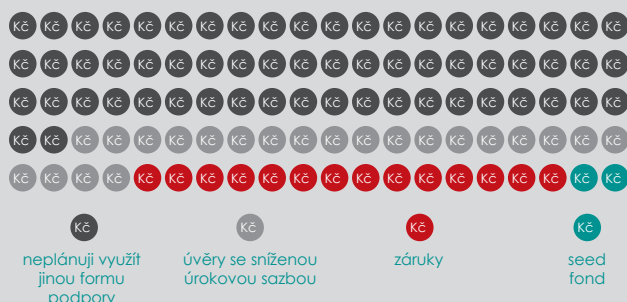 Kč Kč Kč Kč Kč Kč Kč Kč Kč Kč Kč Kč Kč Kč Kč Kč Kč Kč Kč Kč
Kč Kč Kč Kč Kč Kč Kč Kč Kč Kč Kč Kč Kč Kč Kč Kč Kč Kč Kč Kč
Kč Kč Kč Kč Kč Kč Kč Kč Kč Kč Kč Kč Kč Kč Kč Kč Kč Kč Kč Kč
Kč Kč Kč Kč Kč Kč Kč Kč Kč Kč Kč Kč Kč Kč Kč Kč Kč Kč Kč Kč
Kč Kč Kč Kč Kč Kč Kč Kč Kč Kč Kč Kč Kč Kč Kč Kč Kč Kč Kč Kč
Kč
neplánuji využít
jinou formu
podpory
Kč
úvěry se sníženou
úrokovou sazbou
Kč
záruky
Kč
seed
fond